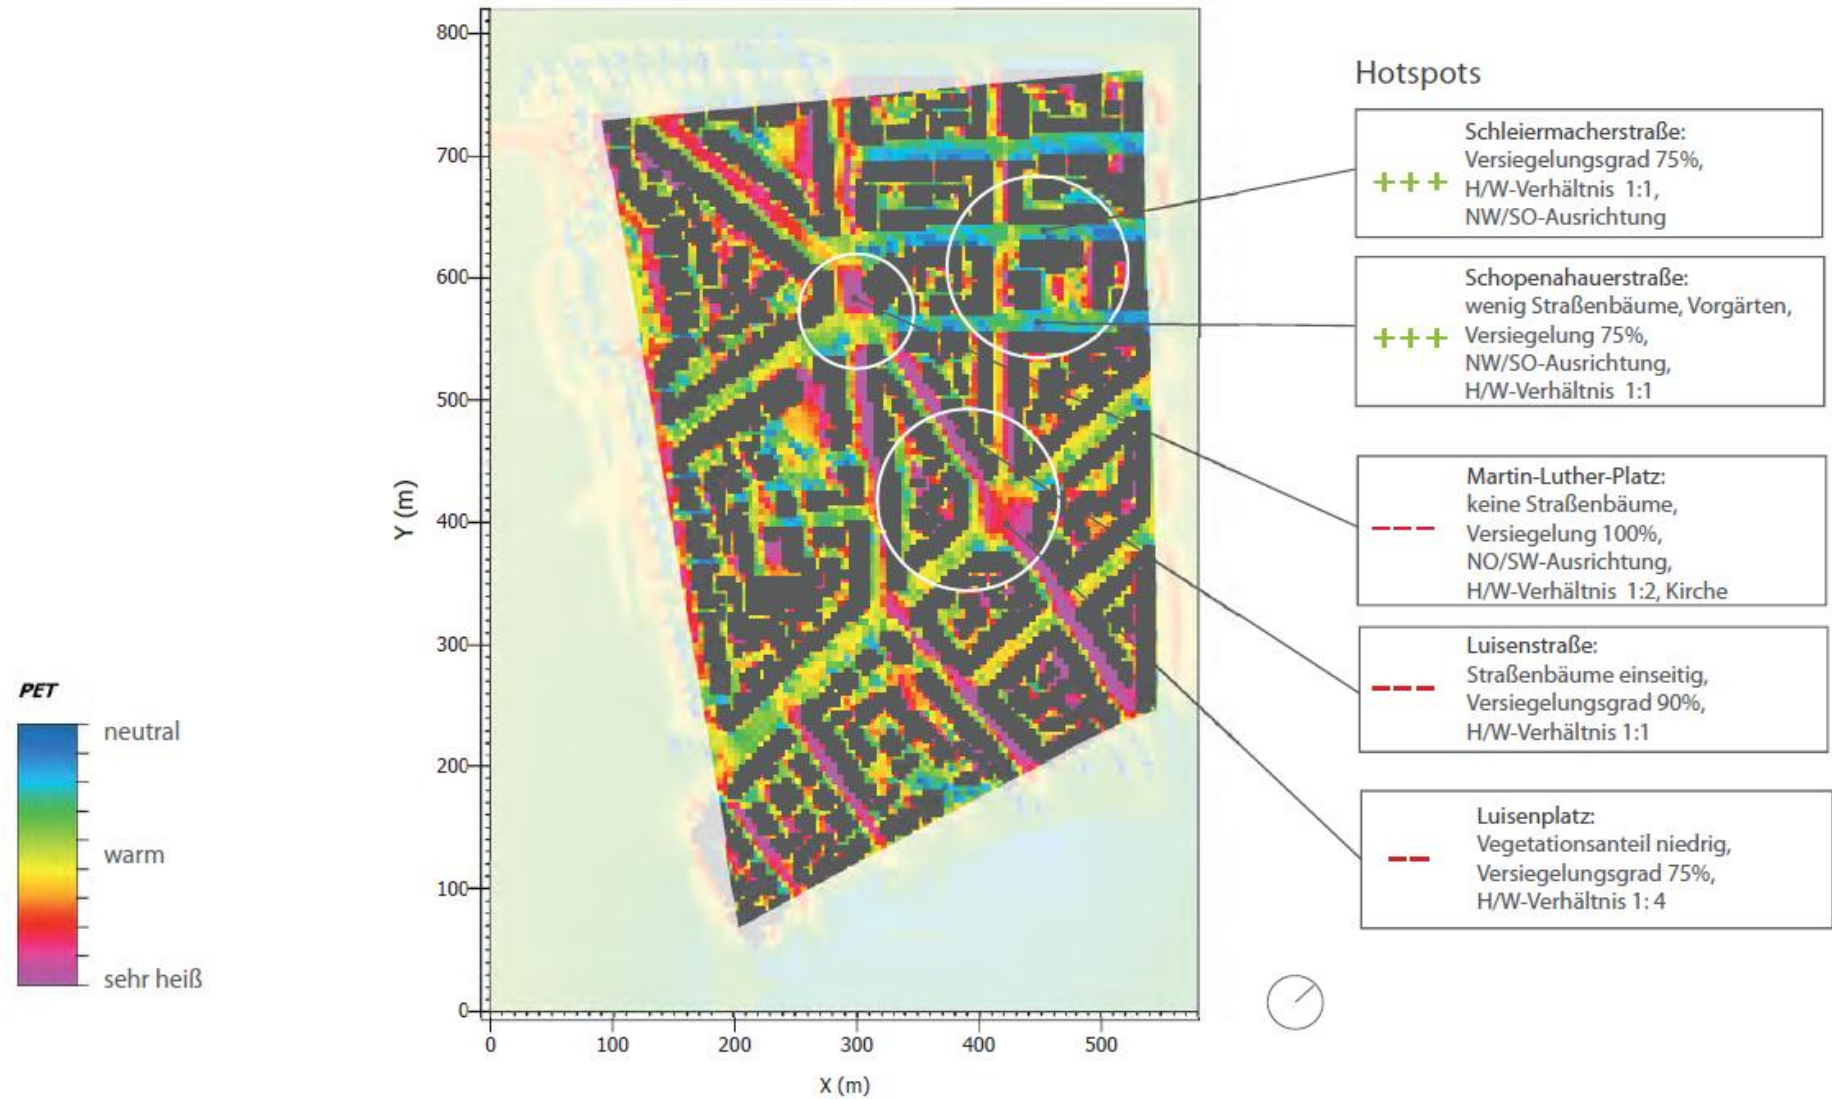 Hotspots
Schleiermacherstraße:
Versiegelungsgrad 75%,
H/W-Verhältnis 1:1,
NW/SO-Ausrichtung
+++
Schopenahauerstraße:
wenig Straßenbäume, Vorgärten,
Versiegelung 75%,
NW/SO-Ausrichtung,
H/W-Verhältnis 1:1
+++
Martin-Luther-Platz:
keine Straßenbäume,
Versiegelung 100%,
NO/SW-Ausrichtung,
H/W-Verhältnis 1:2, Kirche
---
Luisenstraße:
Straßenbäume einseitig,
Versiegelungsgrad 90%,
H/W-Verhältnis 1:1
---
Luisenplatz:
Vegetationsanteil niedrig,
Versiegelungsgrad 75%,
H/W-Verhältnis 1: 4
--
PET
neutral
warm
sehr heiß
Y (m)
800
700
600
500
400
300
200
100
0
0 100 200 300 400 500
X (m)